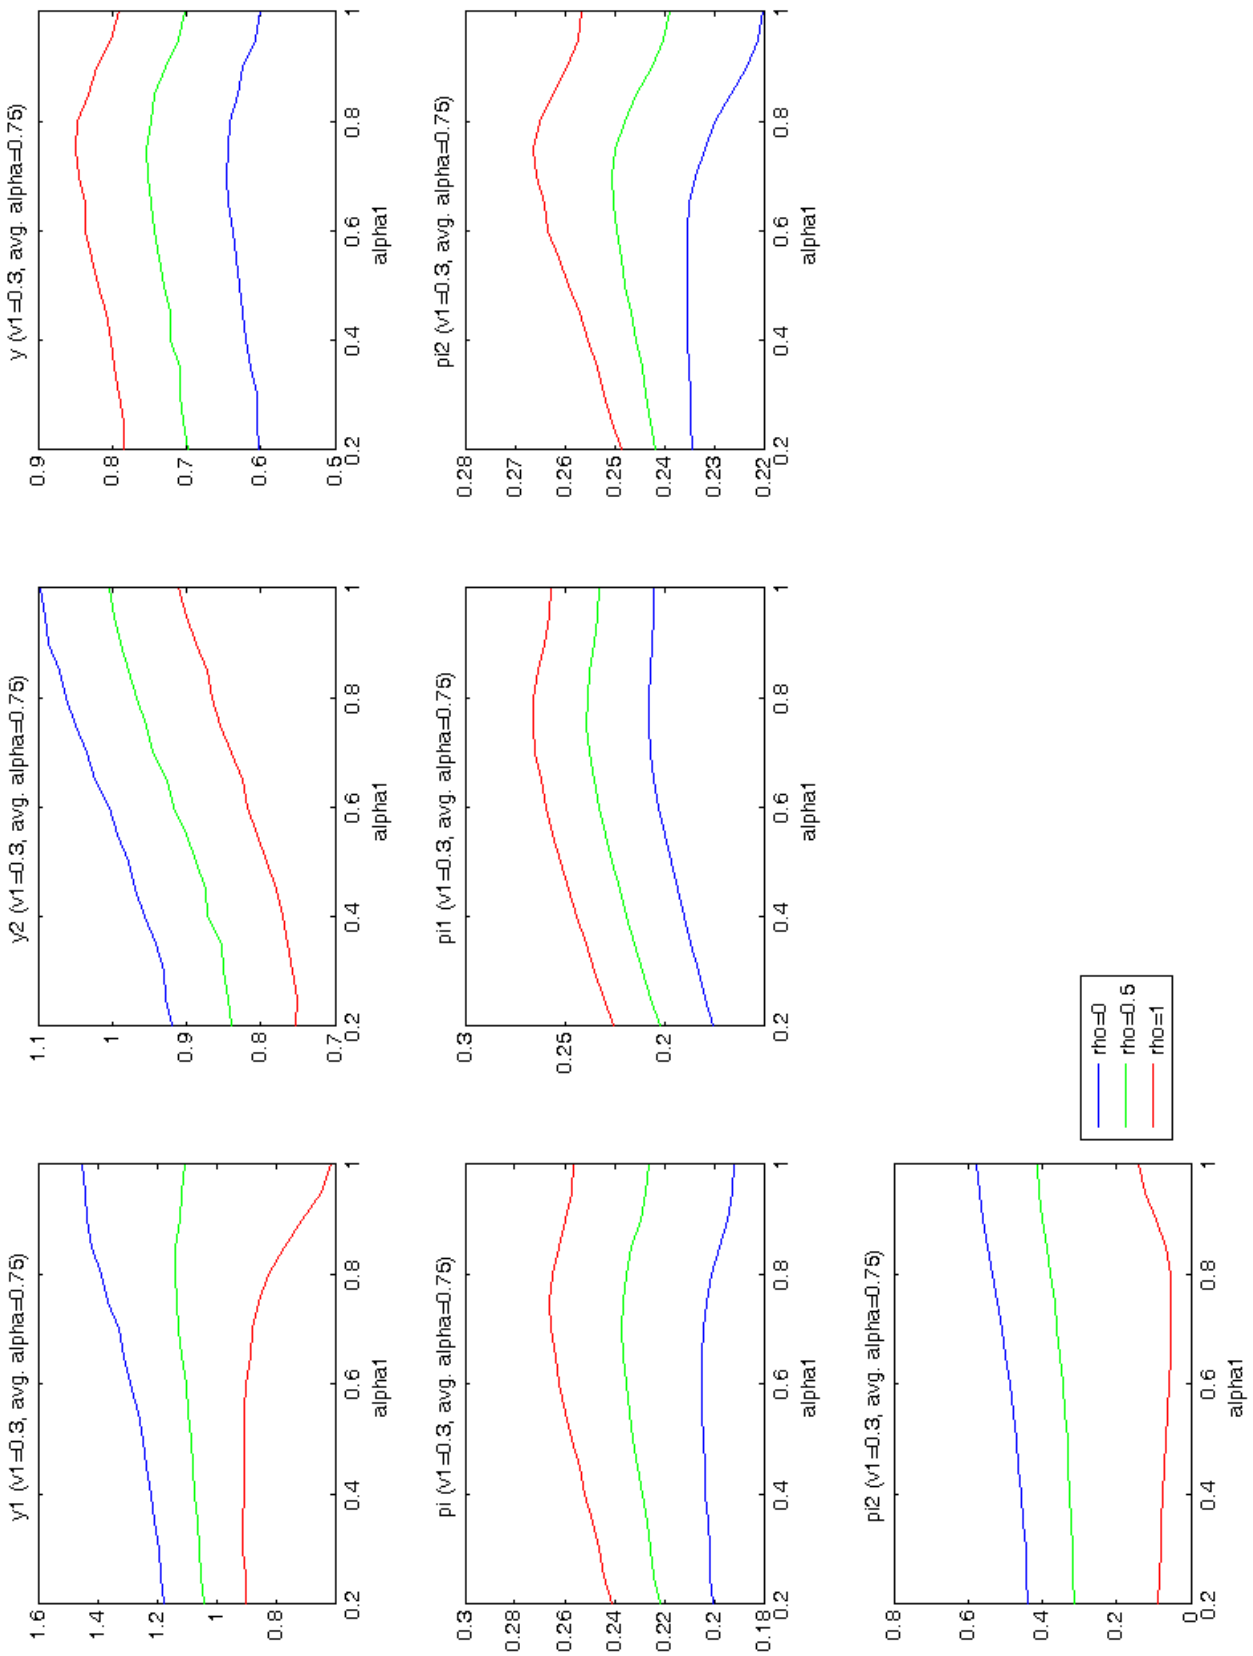 y1 (v1=0.3, avg. alpha=0.75)
1.6
1.4
1.2
1
0.8
0.2 0.4 0.6 0.8 1
alpha1
y2 (v1=0.3, avg. alpha=0.75)
1.1
1
0.9
0.8
0.7
0.2 0.4 0.6 0.8 1
alpha1
y (v1=0.3, avg. alpha=0.75)
0.9
0.8
0.7
0.6
0.5
0.2 0.4 0.6 0.8 1
alpha1
pi (v1=0.3, avg. alpha=0.75)
0.3
0.28
0.26
0.24
0.22
0.2
0.18
0.2 0.4 0.6 0.8 1
alpha1
pi1 (v1=0.3, avg. alpha=0.75)
0.3
0.25
0.2
0.2 0.4 0.6 0.8 1
alpha1
pi2 (v1=0.3, avg. alpha=0.75)
0.28
0.27
0.26
0.25
0.24
0.23
0.22
0.2 0.4 0.6 0.8 1
alpha1
pi2 (v1=0.3, avg. alpha=0.75)
0.8
0.6
0.4
0.2
0
0.2 0.4 0.6 0.8 1
alpha1
rho=0
rho=0.5
rho=1